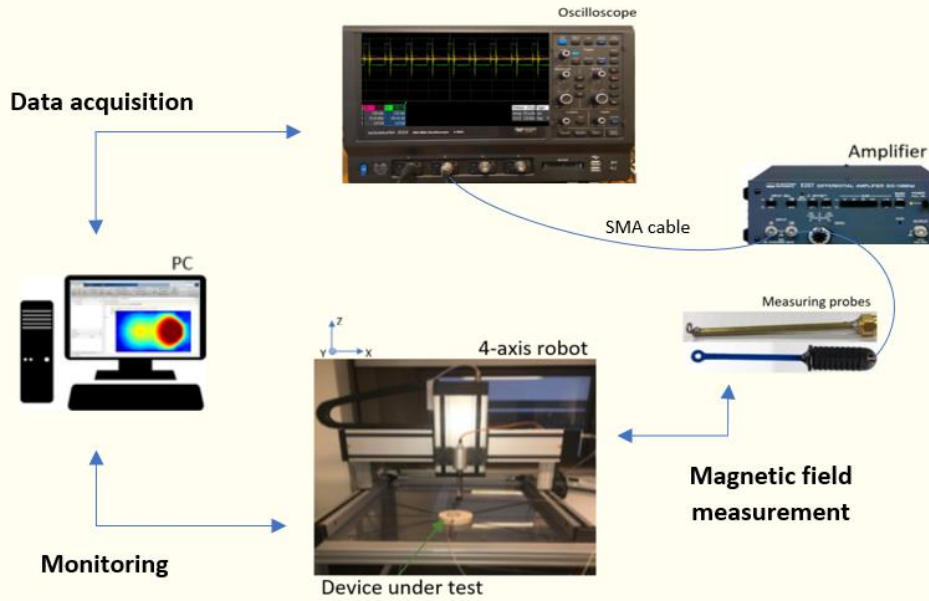 Oscilloscope
Data acquisition
Amplifier
SMA cable
PC
Measuring probes
Z
Y
X
4-axis robot
Magnetic field
measurement
Monitoring
Device under test